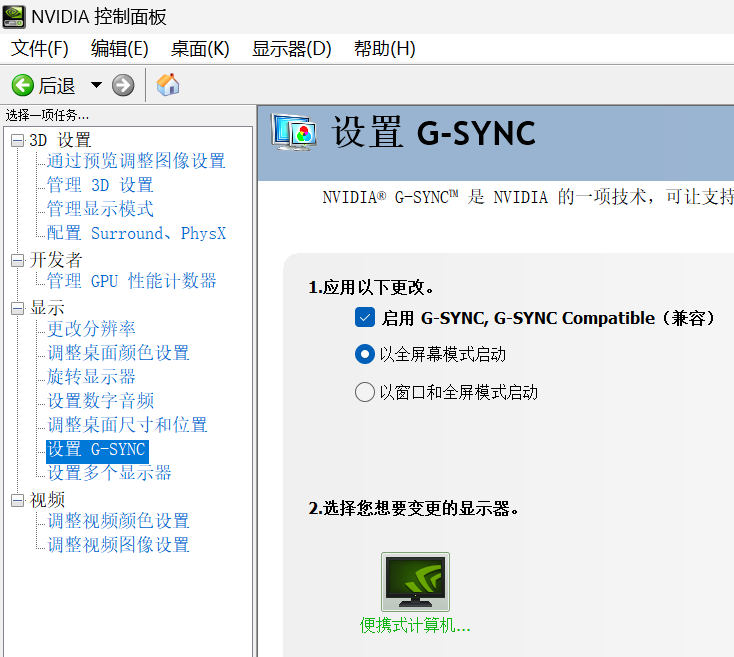 NVIDIA 控制面板
文件(F) 编辑(E) 桌面(K) 显示器(D) 帮助(H)
后退
选择一项任务...
3D 设置
通过预览调整图像设置
管理 3D 设置
管理显示模式
配置 Surround、PhysX
开发者
管理 GPU 性能计数器
显示
更改分辨率
调整桌面颜色设置
旋转显示器
设置数字音频
调整桌面尺寸和位置
设置 G-SYNC
设置多个显示器
视频
调整视频颜色设置
调整视频图像设置
设置 G-SYNC
NVIDIA® G-SYNC™ 是 NVIDIA 的一项技术，可让支持
1.应用以下更改。
启用 G-SYNC, G-SYNC Compatible（兼容）
以全屏幕模式启动
以窗口和全屏模式启动
2.选择您想要变更的显示器。
便携式计算机...